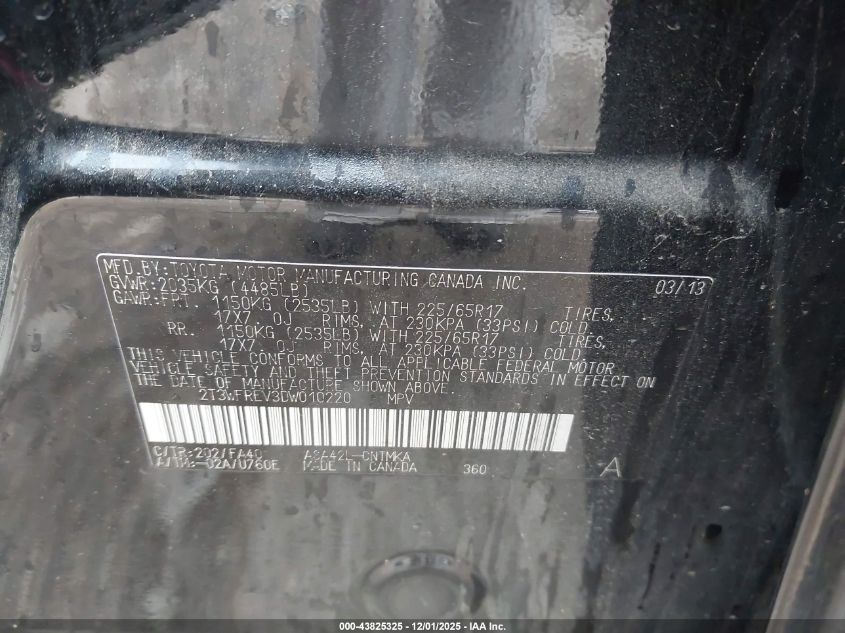 MFD.BY:TOYOTA MOTOR MANUFACTURING CANADA INC. 03/13
GVWR:2035KG (4485LB)
GAWR:FRT 1150KG (2535LB) WITH 225/65R17 TIRES,
17X7.0J RIMS, AT 230KPA (33PSI) COLD.
RR. 1150KG (2535LB) WITH 225/65R17 TIRES,
17X7.0J RIMS, AT 230KPA (33PSI) COLD.
THIS VEHICLE CONFORMS TO ALL APPLICABLE FEDERAL MOTOR
VEHICLE SAFETY AND THEFT PREVENTION STANDARDS IN EFFECT ON
THE DATE OF MANUFACTURE SHOWN ABOVE.
2T3WFREV3DW010220 MPV
C/TR:202/FA40 ASA42L-CNTMKA
A/TM:-02A/U760E MADE IN CANADA 360 A
000-43825325 - 12/01/2025 - IAA Inc.